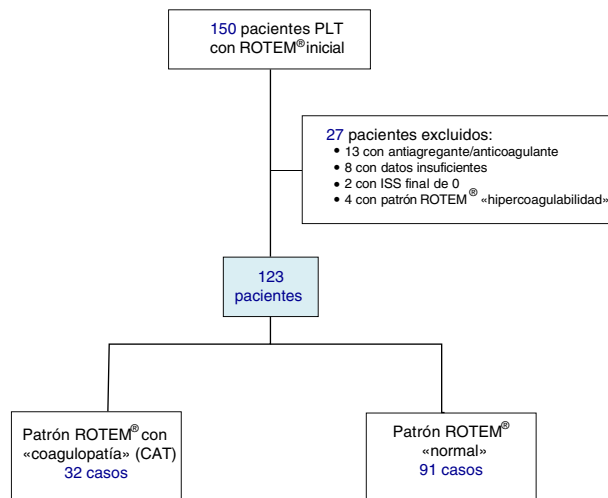 150 pacientes PLT
con ROTEM® inicial
27 pacientes excluidos:
• 13 con antiagregante/anticoagulante
• 8 con datos insuficientes
• 2 con ISS final de 0
• 4 con patrón ROTEM® «hipercoagulabilidad»
123
pacientes
Patrón ROTEM® con
«coagulopatía» (CAT)
32 casos
Patrón ROTEM®
«normal»
91 casos